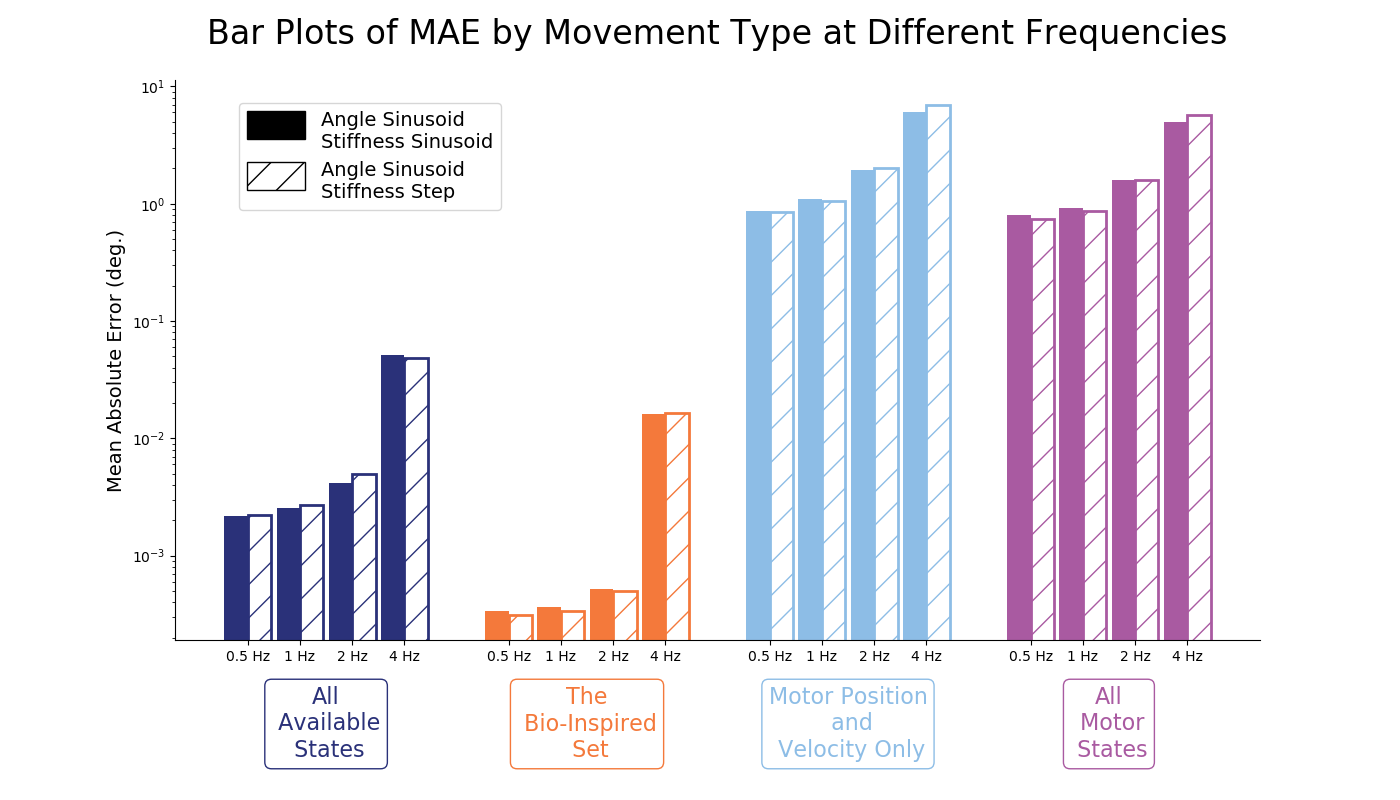 Bar Plots of MAE by Movement Type at Different Frequencies
Mean Absolute Error (deg.)
10¹
10⁰
10⁻¹
10⁻²
10⁻³
Angle Sinusoid
Stiffness Sinusoid
Angle Sinusoid
Stiffness Step
0.5 Hz 1 Hz 2 Hz 4 Hz 0.5 Hz 1 Hz 2 Hz 4 Hz 0.5 Hz 1 Hz 2 Hz 4 Hz 0.5 Hz 1 Hz 2 Hz 4 Hz
All
Available
States
The
Bio-Inspired
Set
Motor Position
and
Velocity Only
All
Motor
States